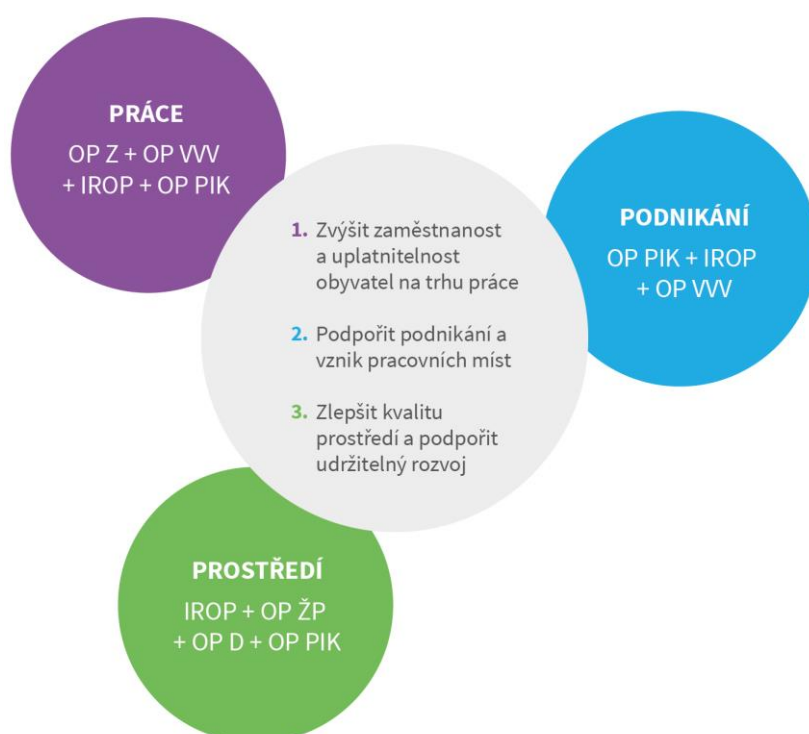 PRÁCE
OP Z + OP VVV
+ IROP + OP PIK
PODNIKÁNÍ
OP PIK + IROP
+ OP VVV
1. Zvýšit zaměstnanost
a uplatnitelnost
obyvatel na trhu práce
2. Podpořit podnikání a
vznik pracovních míst
3. Zlepšit kvalitu
prostředí a podpořit
udržitelný rozvoj
PROSTŘEDÍ
IROP + OP ŽP
+ OP D + OP PIK